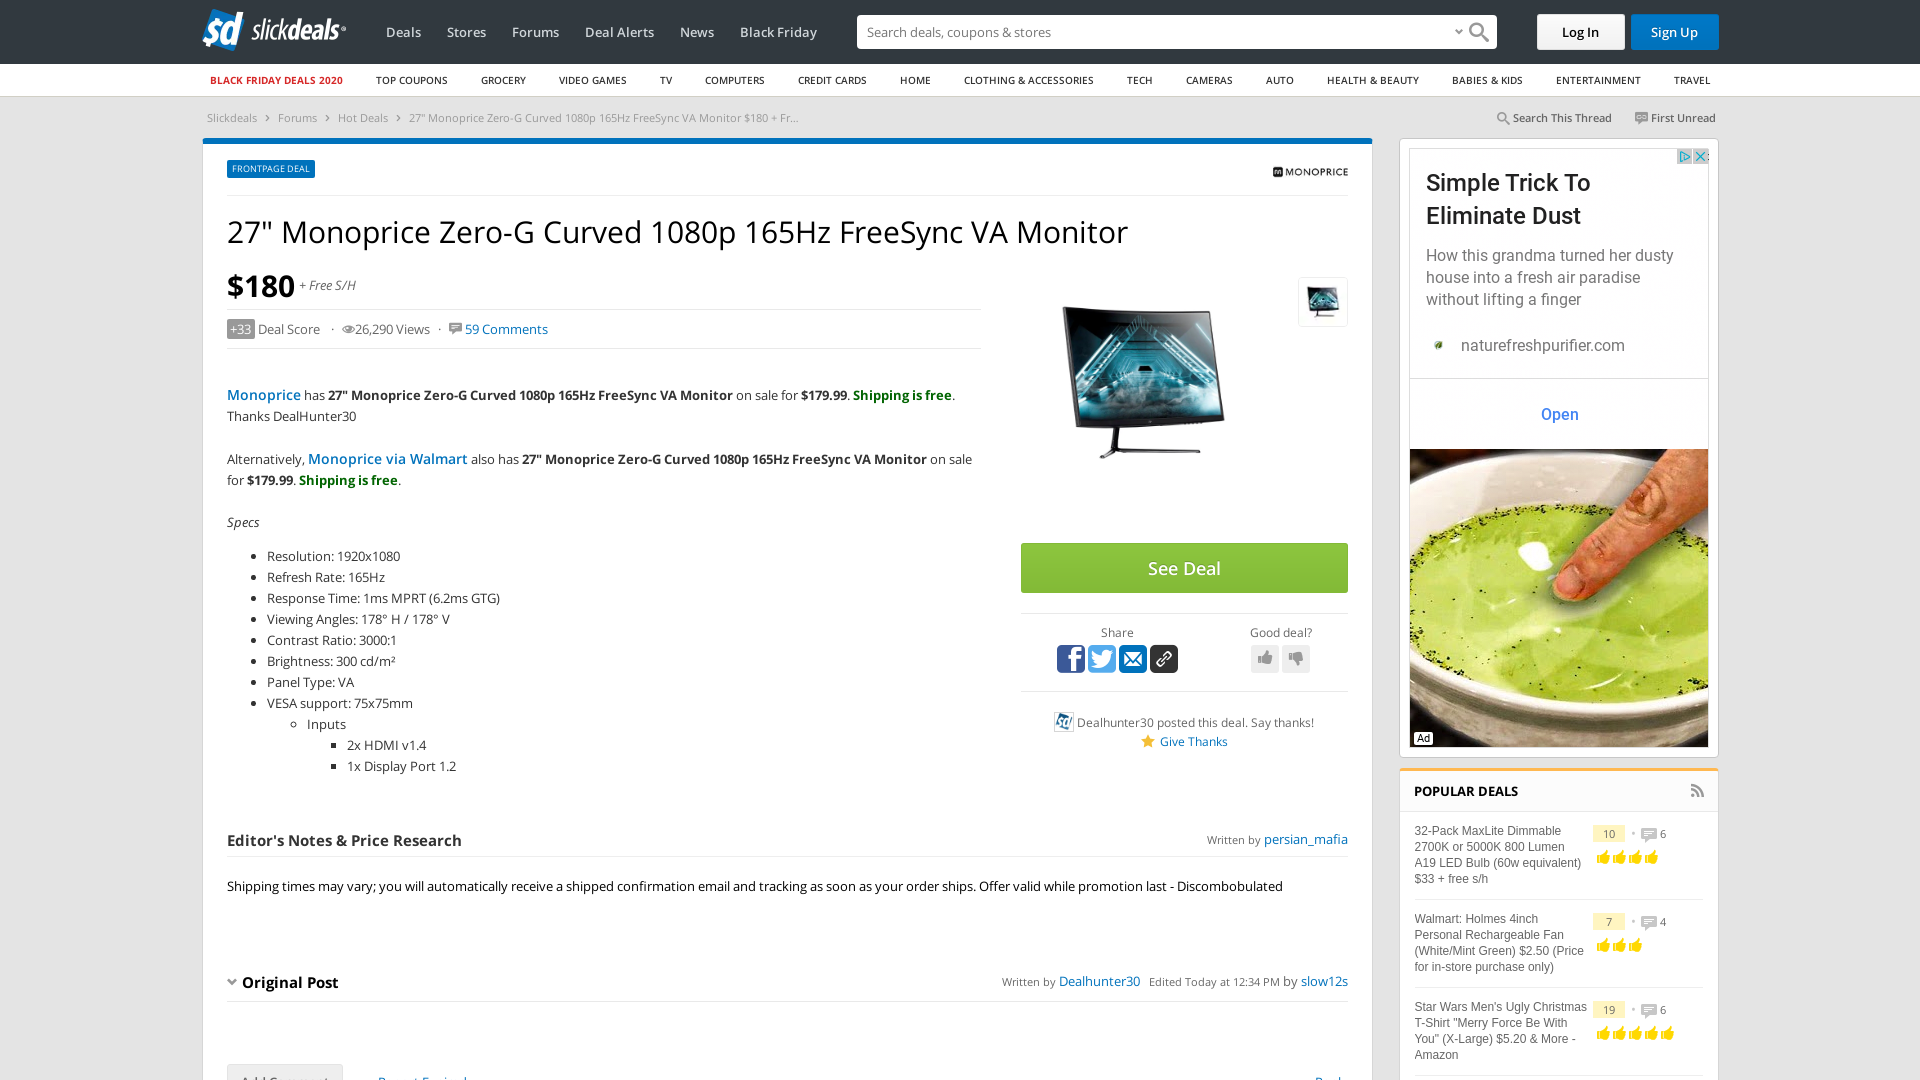 slickdeals
Deals
Stores
Forums
Deal Alerts
News
Black Friday
Search deals, coupons & stores
Log In
Sign Up
BLACK FRIDAY DEALS 2020
TOP COUPONS
GROCERY
VIDEO GAMES
TV
COMPUTERS
CREDIT CARDS
HOME
CLOTHING & ACCESSORIES
TECH
CAMERAS
AUTO
HEALTH & BEAUTY
BABIES & KIDS
ENTERTAINMENT
TRAVEL
Slickdeals > Forums > Hot Deals > 27" Monoprice Zero-G Curved 1080p 165Hz FreeSync VA Monitor $180 + Fr...
Search This Thread
First Unread
FRONTPAGE DEAL
MONOPRICE
27" Monoprice Zero-G Curved 1080p 165Hz FreeSync VA Monitor
$180 + Free S/H
+33 Deal Score · 26,290 Views · 59 Comments
Monoprice has 27" Monoprice Zero-G Curved 1080p 165Hz FreeSync VA Monitor on sale for $179.99. Shipping is free.
Thanks DealHunter30
Alternatively, Monoprice via Walmart also has 27" Monoprice Zero-G Curved 1080p 165Hz FreeSync VA Monitor on sale
for $179.99. Shipping is free.
Specs
Resolution: 1920x1080
Refresh Rate: 165Hz
Response Time: 1ms MPRT (6.2ms GTG)
Viewing Angles: 178° H / 178° V
Contrast Ratio: 3000:1
Brightness: 300 cd/m²
Panel Type: VA
VESA support: 75x75mm
Inputs
2x HDMI v1.4
1x Display Port 1.2
See Deal
Share
Good deal?
Dealhunter30 posted this deal. Say thanks!
Give Thanks
Editor's Notes & Price Research
Written by persian_mafia
Shipping times may vary; you will automatically receive a shipped confirmation email and tracking as soon as your order ships. Offer valid while promotion last - Discombobulated
Original Post
Written by Dealhunter30 Edited Today at 12:34 PM by slow12s
Simple Trick To
Eliminate Dust
How this grandma turned her dusty
house into a fresh air paradise
without lifting a finger
naturefreshpurifier.com
Open
Ad
POPULAR DEALS
32-Pack MaxLite Dimmable
2700K or 5000K 800 Lumen
A19 LED Bulb (60w equivalent)
$33 + free s/h
10 · 6
Walmart: Holmes 4inch
Personal Rechargeable Fan
(White/Mint Green) $2.50 (Price
for in-store purchase only)
7 · 4
Star Wars Men's Ugly Christmas
T-Shirt "Merry Force Be With
You" (X-Large) $5.20 & More -
Amazon
19 · 6